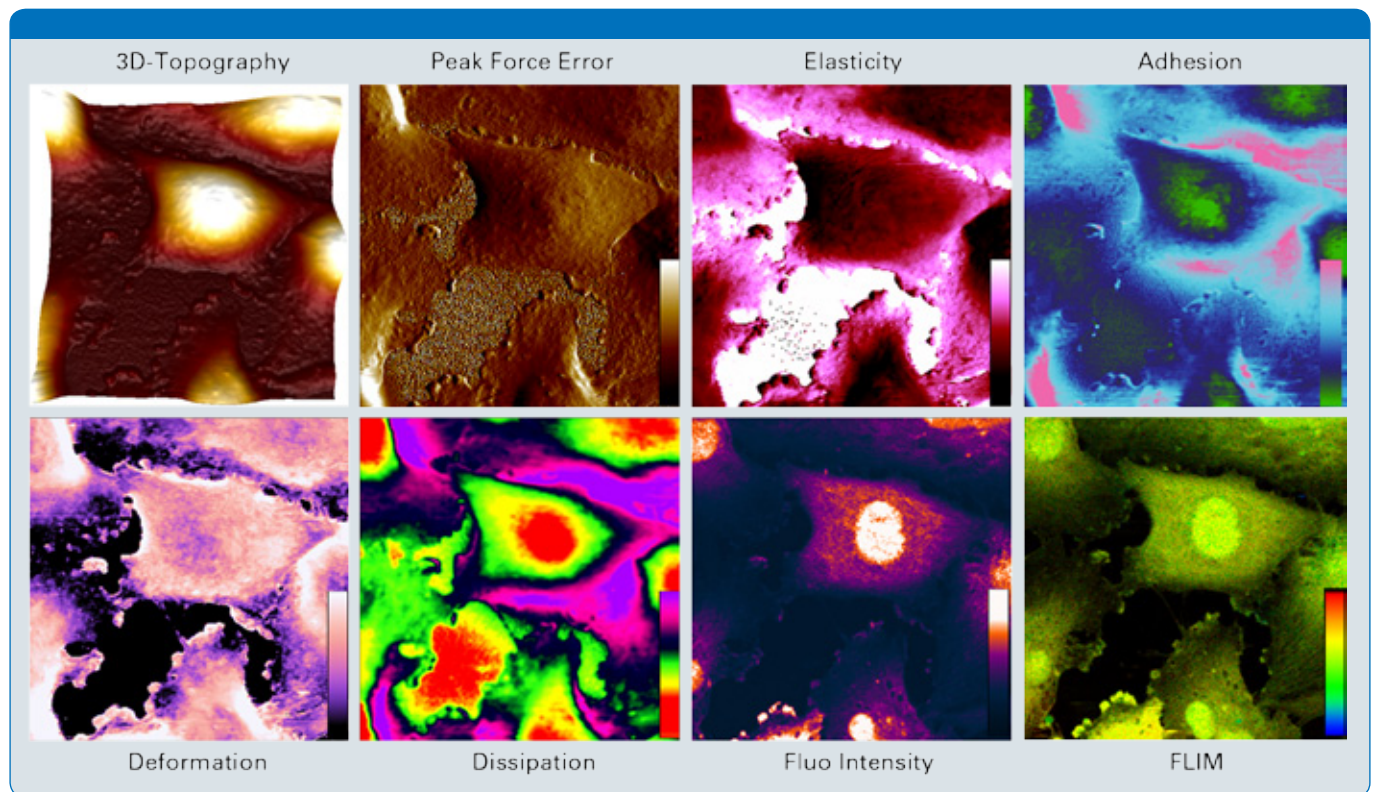 3D-Topography
Peak Force Error
Elasticity
Adhesion
Deformation
Dissipation
Fluo Intensity
FLIM